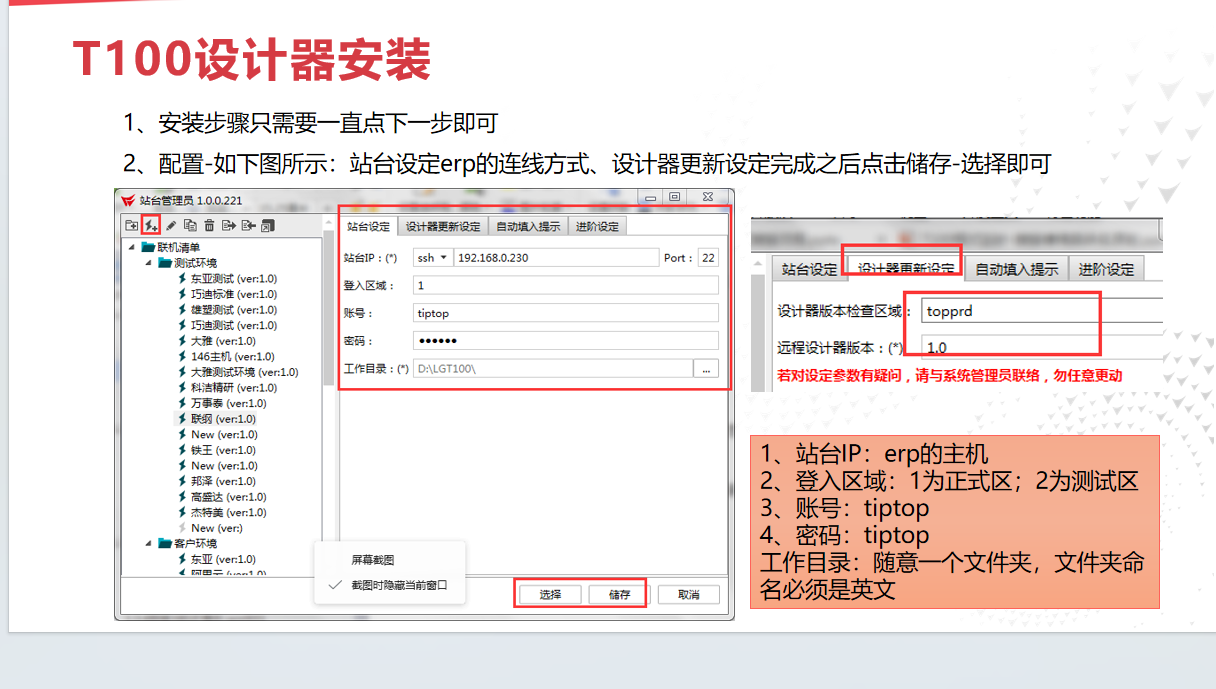 T100设计器安装
1、安装步骤只需要一直点下一步即可
2、配置-如下图所示：站台设定erp的连线方式、设计器更新设定完成之后点击储存-选择即可
站台管理员 1.0.0.221
联机清单
测试环境
东亚测试 (ver:1.0)
巧迪标准 (ver:1.0)
雄塑测试 (ver:1.0)
巧迪测试 (ver:1.0)
大雅 (ver:1.0)
146主机 (ver:1.0)
大雅测试环境 (ver:1.0)
科洁精研 (ver:1.0)
万事泰 (ver:1.0)
联纲 (ver:1.0)
New (ver:1.0)
铁王 (ver:1.0)
New (ver:1.0)
邦泽 (ver:1.0)
高盛达 (ver:1.0)
杰特美 (ver:1.0)
New (ver:)
客户环境
东亚 (ver:1.0)
阿里云 (ver:1.0)
站台设定 设计器更新设定 自动填入提示 进阶设定
站台IP：(*) ssh 192.168.0.230 Port： 22
登入区域： 1
账号： tiptop
密码： ●●●●●●
工作目录：(*) D:\LGT100\ ...
屏幕截图
截图时隐藏当前窗口
选择 储存 取消
站台设定 设计器更新设定 自动填入提示 进阶设定
设计器版本检查区域： topprd
远程设计器版本：(*) 1.0
若对设定参数有疑问，请与系统管理员联络，勿任意更动
1、站台IP：erp的主机
2、登入区域：1为正式区；2为测试区
3、账号：tiptop
4、密码：tiptop
工作目录：随意一个文件夹，文件夹命
名必须是英文